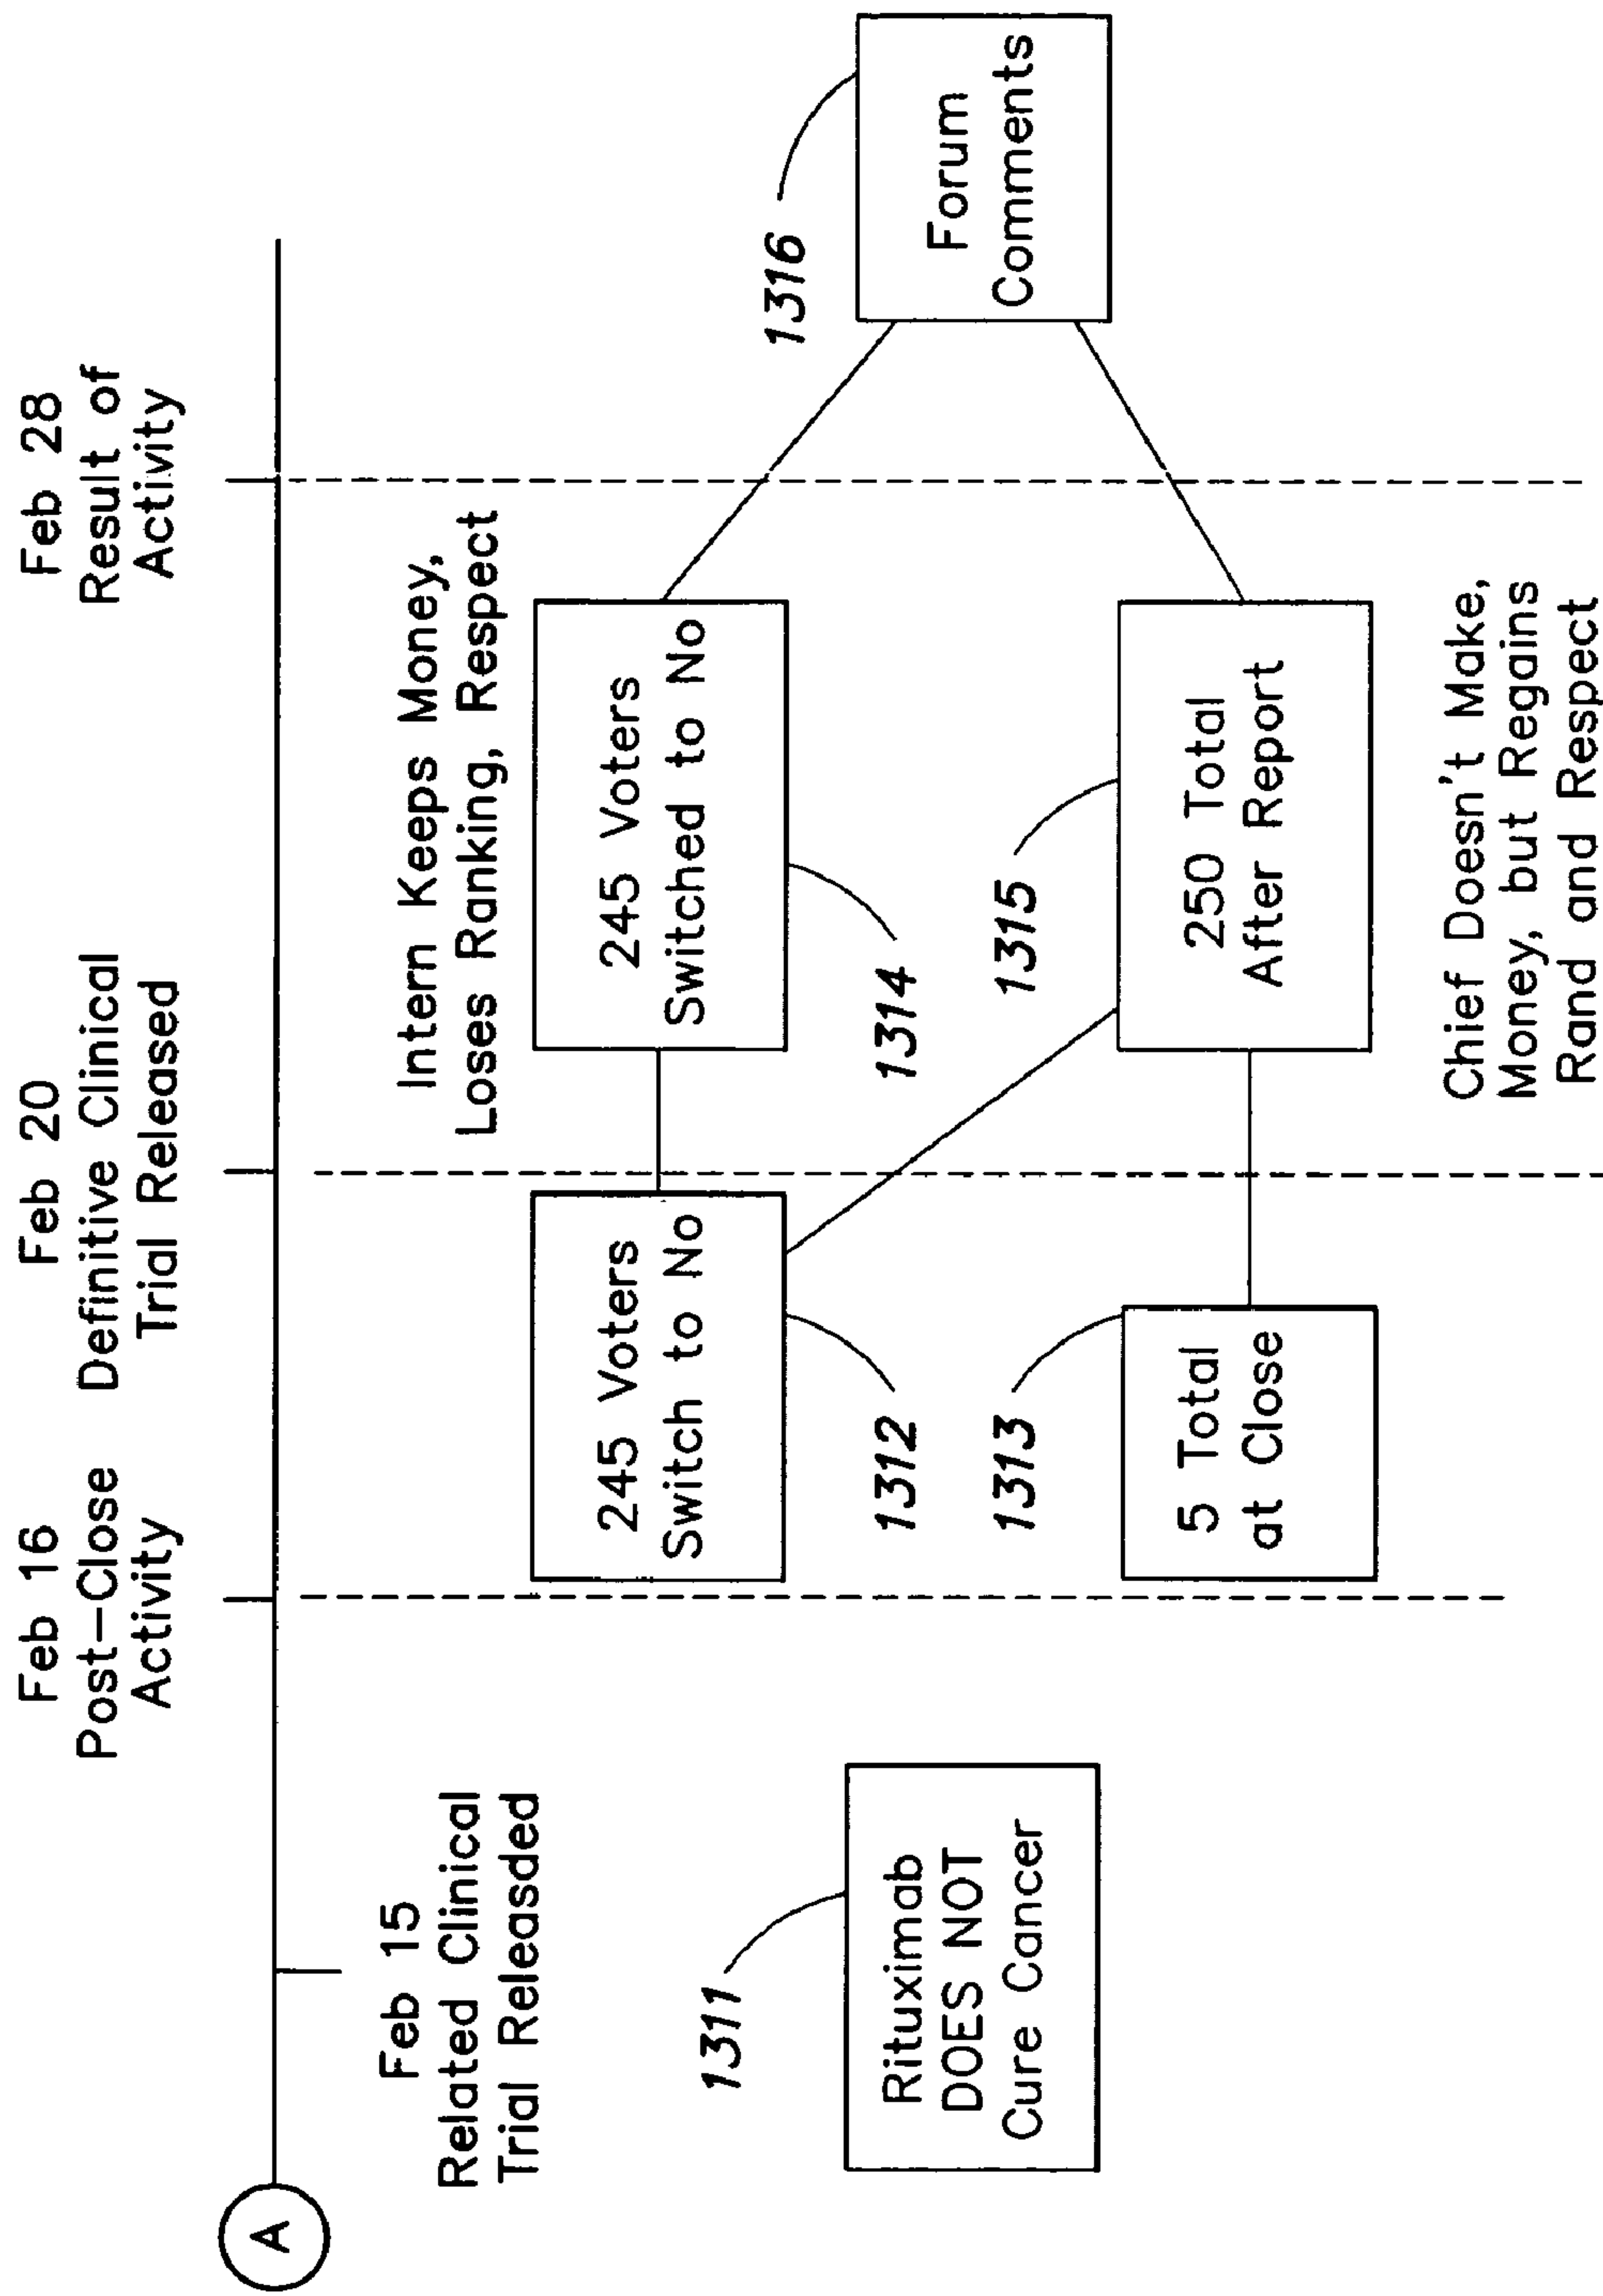 A
Feb 15
Related Clinical
Trial Releasded
1311
Rituximab
DOES NOT
Cure Cancer
Feb 16
Post-Close
Activity
245 Voters
Switch to No
1312
1313
5 Total
at Close
Feb 20
Definitive Clinical
Trial Released
Intern Keeps Money,
Loses Ranking, Respect
245 Voters
Switched to No
1314
1315
250 Total
After Report
Chief Doesn't Make,
Money, but Regains
Rand and Respect
Feb 28
Result of
Activity
1316
Forum
Comments